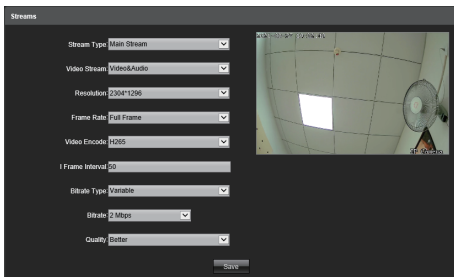 Streams
Stream Type: Main Stream
Video Stream: Video&Audio
Resolution: 2304*1296
Frame Rate: Full Frame
Video Encode: H265
I Frame Interval: 50
Bitrate Type: Variable
Bitrate: 2 Mbps
Quality: Better
Save